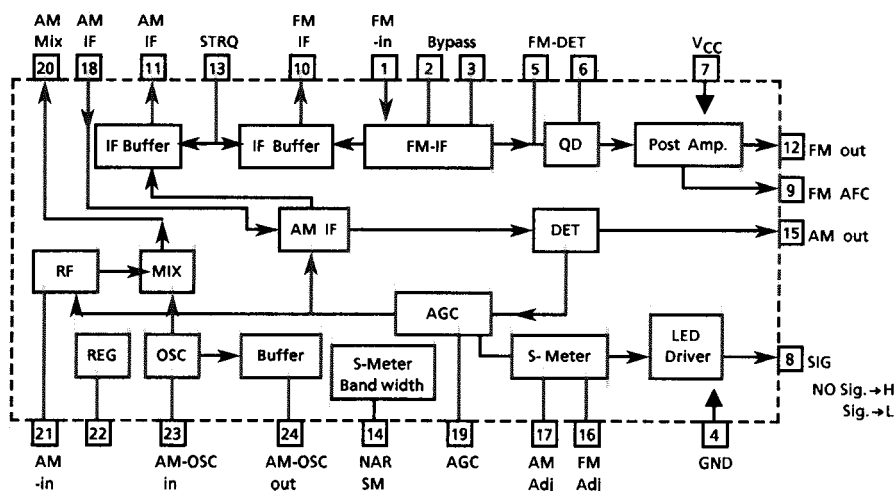 AM
Mix
20
AM
IF
18
AM
IF
11
STRQ
13
FM
IF
10
FM
-in
1
Bypass
2
3
FM-DET
5
6
VCC
7
IF Buffer
IF Buffer
FM-IF
QD
Post Amp.
12 FM out
9 FM AFC
AM IF
DET
15 AM out
RF
MIX
AGC
REG
OSC
Buffer
S-Meter
Band width
S- Meter
LED
Driver
8 SIG
NO Sig.→H
Sig.→L
21
AM
-in
22
23
AM-OSC
in
24
AM-OSC
out
14
NAR
SM
19
AGC
17
AM
Adj
16
FM
Adj
4
GND